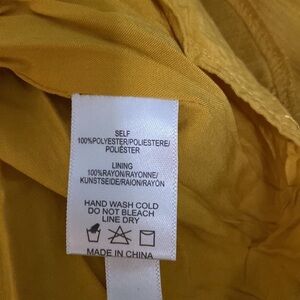 SELF
100%POLYESTER/POLIESTERE/
POLIÉSTER
LINING
100%RAYON/RAYONNE/
KUNSTSEIDE/RAION/RAYON
HAND WASH COLD
DO NOT BLEACH
LINE DRY
MADE IN CHINA